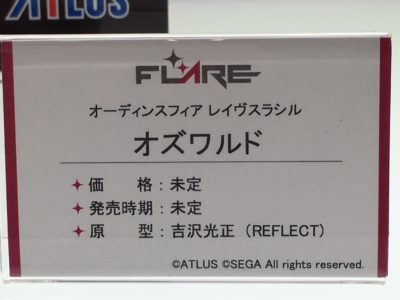 ATLUS
FLARE
オーディンスフィア レイヴスラシル
オズワルド
価　　格：未定
発売時期：未定
原　　型：吉沢光正（REFLECT）
©ATLUS ©SEGA All rights reserved.